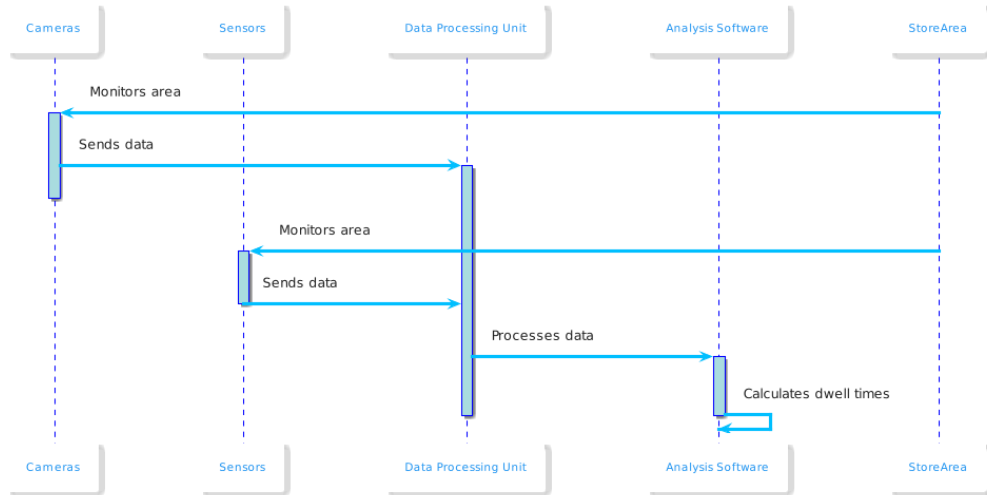 Cameras
Sensors
Data Processing Unit
Analysis Software
StoreArea
Monitors area
Sends data
Monitors area
Sends data
Processes data
Calculates dwell times
Cameras
Sensors
Data Processing Unit
Analysis Software
StoreArea